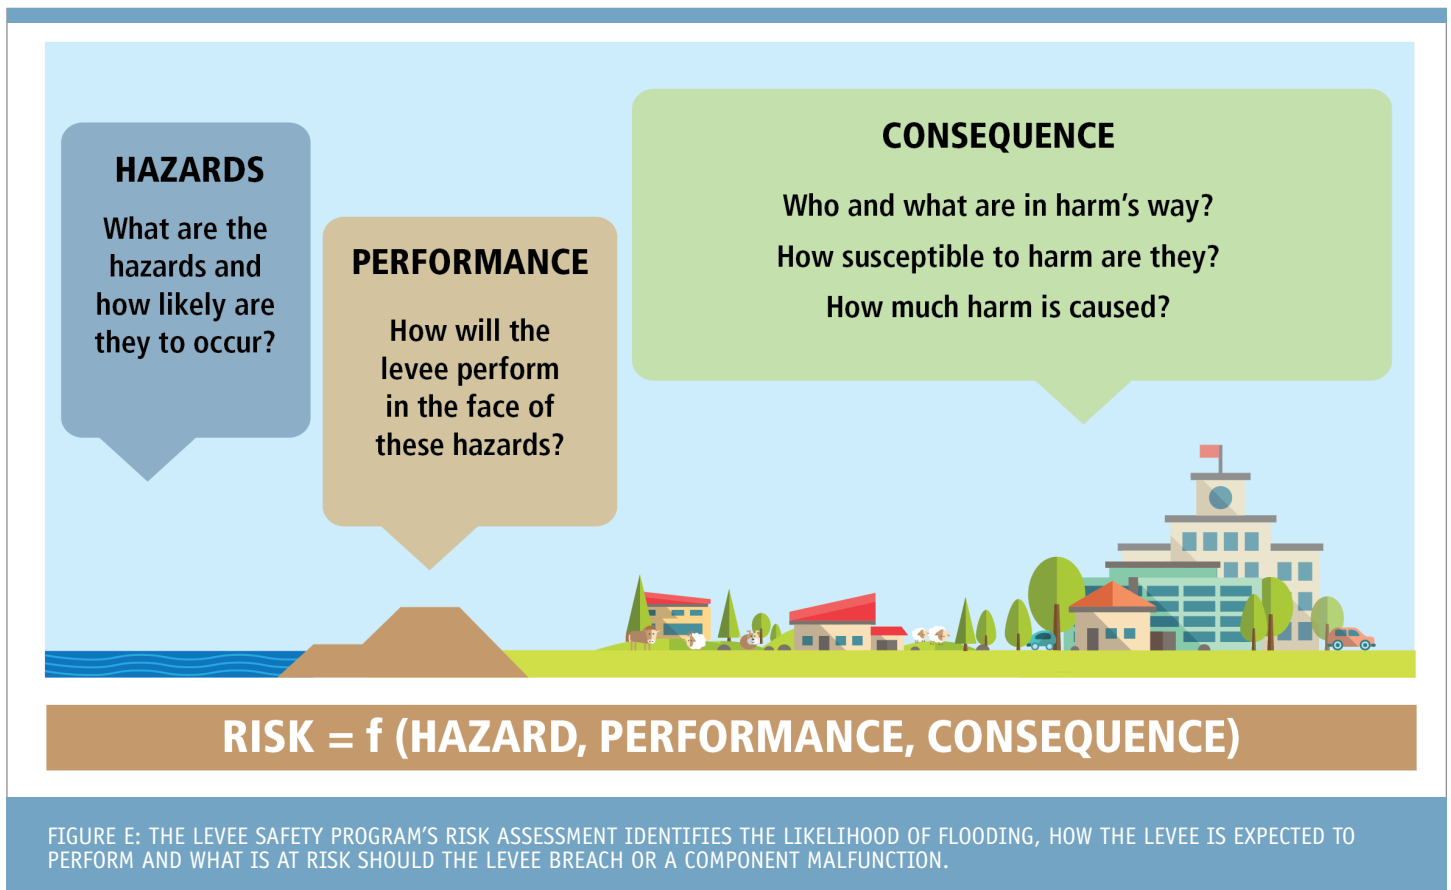 HAZARDS
What are the
hazards and
how likely are
they to occur?
PERFORMANCE
How will the
levee perform
in the face of
these hazards?
CONSEQUENCE
Who and what are in harm’s way?
How susceptible to harm are they?
How much harm is caused?
RISK = f (HAZARD, PERFORMANCE, CONSEQUENCE)
FIGURE E: THE LEVEE SAFETY PROGRAM’S RISK ASSESSMENT IDENTIFIES THE LIKELIHOOD OF FLOODING, HOW THE LEVEE IS EXPECTED TO
PERFORM AND WHAT IS AT RISK SHOULD THE LEVEE BREACH OR A COMPONENT MALFUNCTION.